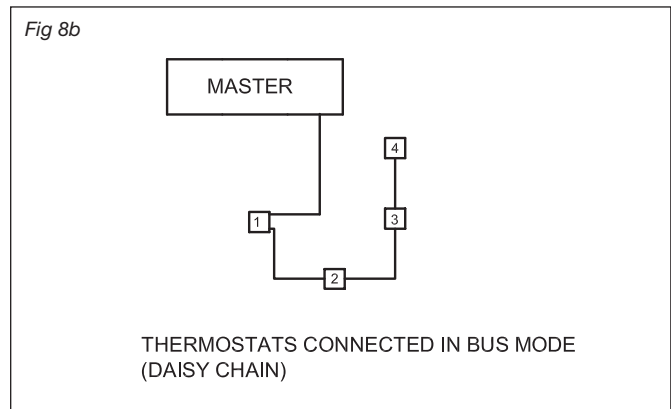 Fig 8b
MASTER
4
1
3
2
THERMOSTATS CONNECTED IN BUS MODE
(DAISY CHAIN)